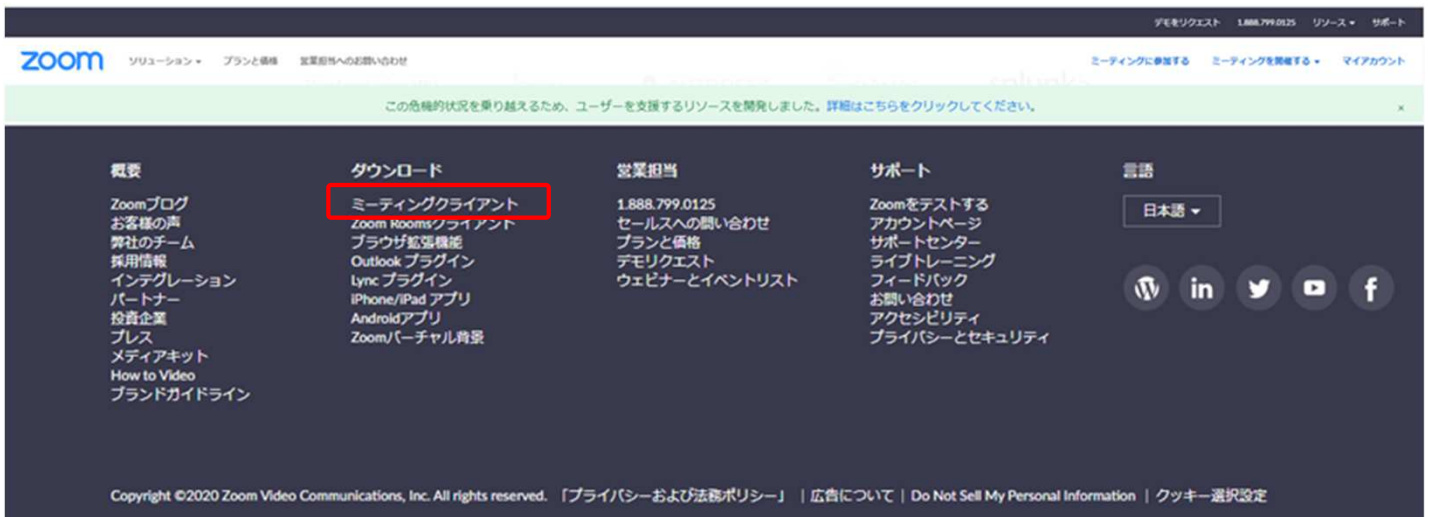 デモをリクエスト 1.888.799.0125 リソース サポート
zoom ソリューション プランと価格 営業担当へのお問い合わせ ミーティングに参加する ミーティングを開催する マイアカウント
この危機的状況を乗り越えるため、ユーザーを支援するリソースを開発しました。詳細はこちらをクリックしてください。 ×
概要
Zoomブログ
お客様の声
弊社のチーム
採用情報
インテグレーション
パートナー
投資企業
プレス
メディアキット
How to Video
ブランドガイドライン
ダウンロード
ミーティングクライアント
Zoom Roomsクライアント
ブラウザ拡張機能
Outlook プラグイン
Lync プラグイン
iPhone/iPad アプリ
Androidアプリ
Zoomバーチャル背景
営業担当
1.888.799.0125
セールスへの問い合わせ
プランと価格
デモリクエスト
ウェビナーとイベントリスト
サポート
Zoomをテストする
アカウントページ
サポートセンター
ライブトレーニング
フィードバック
お問い合わせ
アクセシビリティ
プライバシーとセキュリティ
言語
日本語
Copyright ©2020 Zoom Video Communications, Inc. All rights reserved. 「プライバシーおよび法務ポリシー」 | 広告について | Do Not Sell My Personal Information | クッキー選択設定